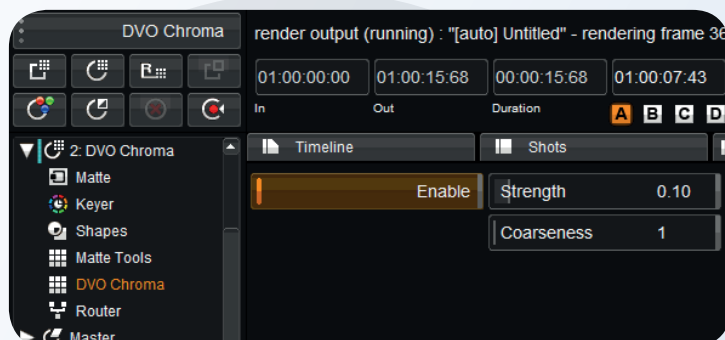 DVO Chroma
render output (running) : "[auto] Untitled" - rendering frame 36
R
01:00:00:00 01:00:15:68 00:00:15:68 01:00:07:43
In Out Duration
A B C D
2: DVO Chroma
Timeline Shots
Matte
Enable Strength 0.10
Keyer
Shapes
Coarseness 1
Matte Tools
DVO Chroma
Router
Master